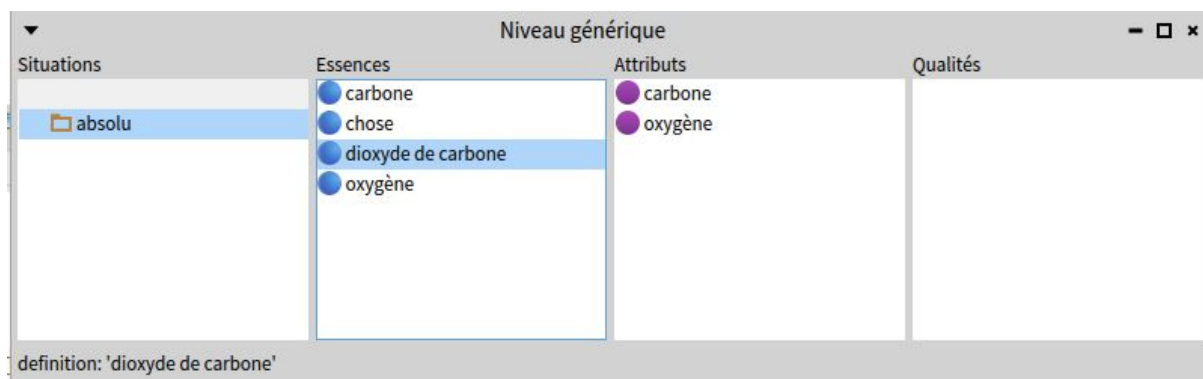 Niveau générique
Situations
Essences
Attributs
Qualités
absolu
carbone
chose
dioxyde de carbone
oxygène
carbone
oxygène
definition: 'dioxyde de carbone'